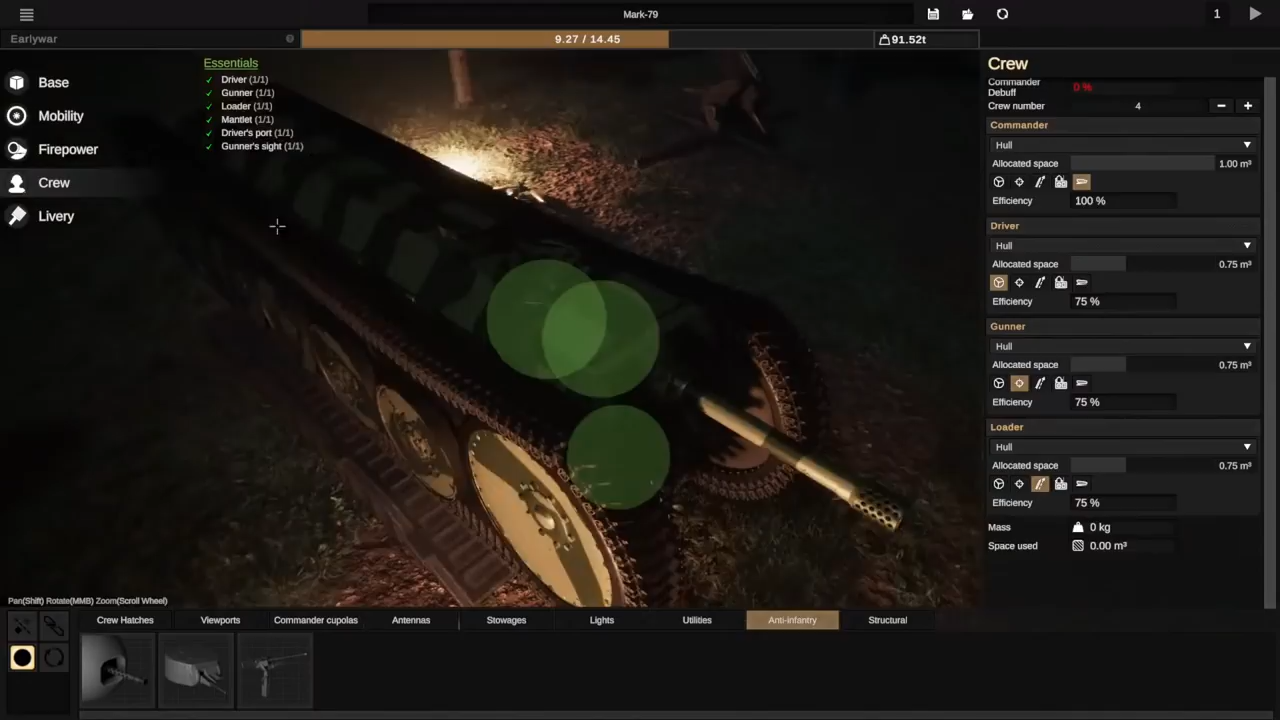 Mark-79
1
Earlywar
9.27 / 14.45
91.52t
Base
Mobility
Firepower
Crew
Livery
Essentials
✓ Driver (1/1)
✓ Gunner (1/1)
✓ Loader (1/1)
✓ Mantlet (1/1)
✓ Driver's port (1/1)
✓ Gunner's sight (1/1)
Crew
Commander Debuff 0 %
Crew number 4 − +
Commander
Hull
Allocated space 1.00 m³
Efficiency 100 %
Driver
Hull
Allocated space 0.75 m³
Efficiency 75 %
Gunner
Hull
Allocated space 0.75 m³
Efficiency 75 %
Loader
Hull
Allocated space 0.75 m³
Efficiency 75 %
Mass 0 kg
Space used 0.00 m³
Pan(Shift) Rotate(MMB) Zoom(Scroll Wheel)
Crew Hatches Viewports Commander cupolas Antennas Stowages Lights Utilities Anti-infantry Structural